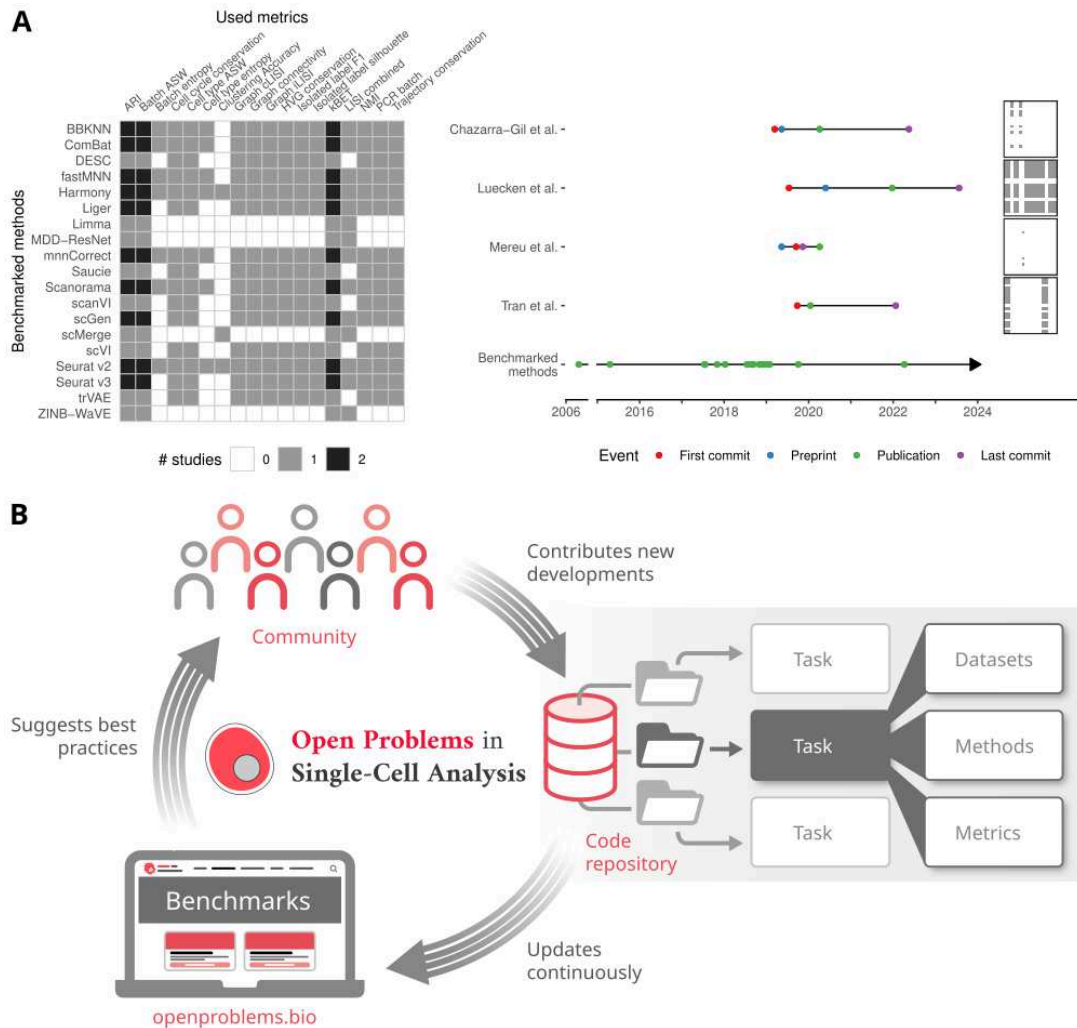 A
Used metrics
ARI
Batch ASW
Batch entropy
Cell cycle conservation
Cell type ASW
Cell type entropy
Clustering Accuracy
Graph cLISI
Graph connectivity
Graph iLISI
HVG conservation
Isolated label F1
Isolated label silhouette
kBET
LISI combined
NMI
PCR batch
Trajectory conservation
Benchmarked methods
BBKNN
ComBat
DESC
fastMNN
Harmony
Liger
Limma
MDD−ResNet
mnnCorrect
Saucie
Scanorama
scanVI
scGen
scMerge
scVI
Seurat v2
Seurat v3
trVAE
ZINB−WaVE
# studies 0 1 2
Chazarra−Gil et al.
Luecken et al.
Mereu et al.
Tran et al.
Benchmarked
methods
2006 2016 2018 2020 2022 2024
Event First commit Preprint Publication Last commit
B
Community
Contributes new
developments
Suggests best
practices
Open Problems in
Single-Cell Analysis
Code
repository
Task
Task
Task
Datasets
Methods
Metrics
Benchmarks
Updates
continuously
openproblems.bio